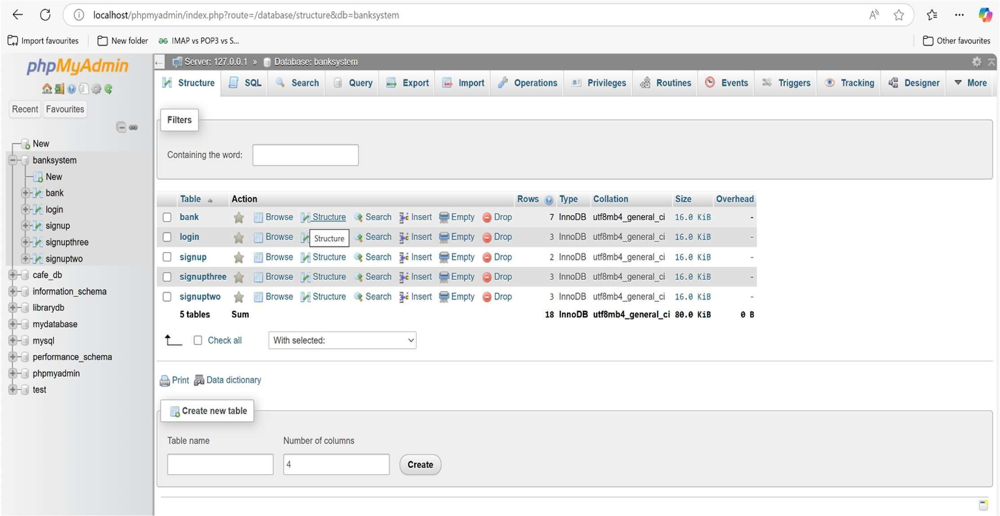 localhost/phpmyadmin/index.php?route=/database/structure&db=banksystem
Import favourites New folder IMAP vs POP3 vs S... Other favourites
phpMyAdmin
Recent Favourites
New
banksystem
New
bank
login
signup
signupthree
signuptwo
cafe_db
information_schema
librarydb
mydatabase
mysql
performance_schema
phpmyadmin
test
Server: 127.0.0.1 » Database: banksystem
Structure SQL Search Query Export Import Operations Privileges Routines Events Triggers Tracking Designer More
Filters
Containing the word:
Table Action Rows Type Collation Size Overhead
bank Browse Structure Search Insert Empty Drop 7 InnoDB utf8mb4_general_ci 16.0 KiB -
login Browse Structure Search Insert Empty Drop 3 InnoDB utf8mb4_general_ci 16.0 KiB -
signup Browse Structure Search Insert Empty Drop 2 InnoDB utf8mb4_general_ci 16.0 KiB -
signupthree Browse Structure Search Insert Empty Drop 3 InnoDB utf8mb4_general_ci 16.0 KiB -
signuptwo Browse Structure Search Insert Empty Drop 3 InnoDB utf8mb4_general_ci 16.0 KiB -
5 tables Sum 18 InnoDB utf8mb4_general_ci 80.0 KiB 0 B
Check all With selected:
Print Data dictionary
Create new table
Table name Number of columns
4 Create